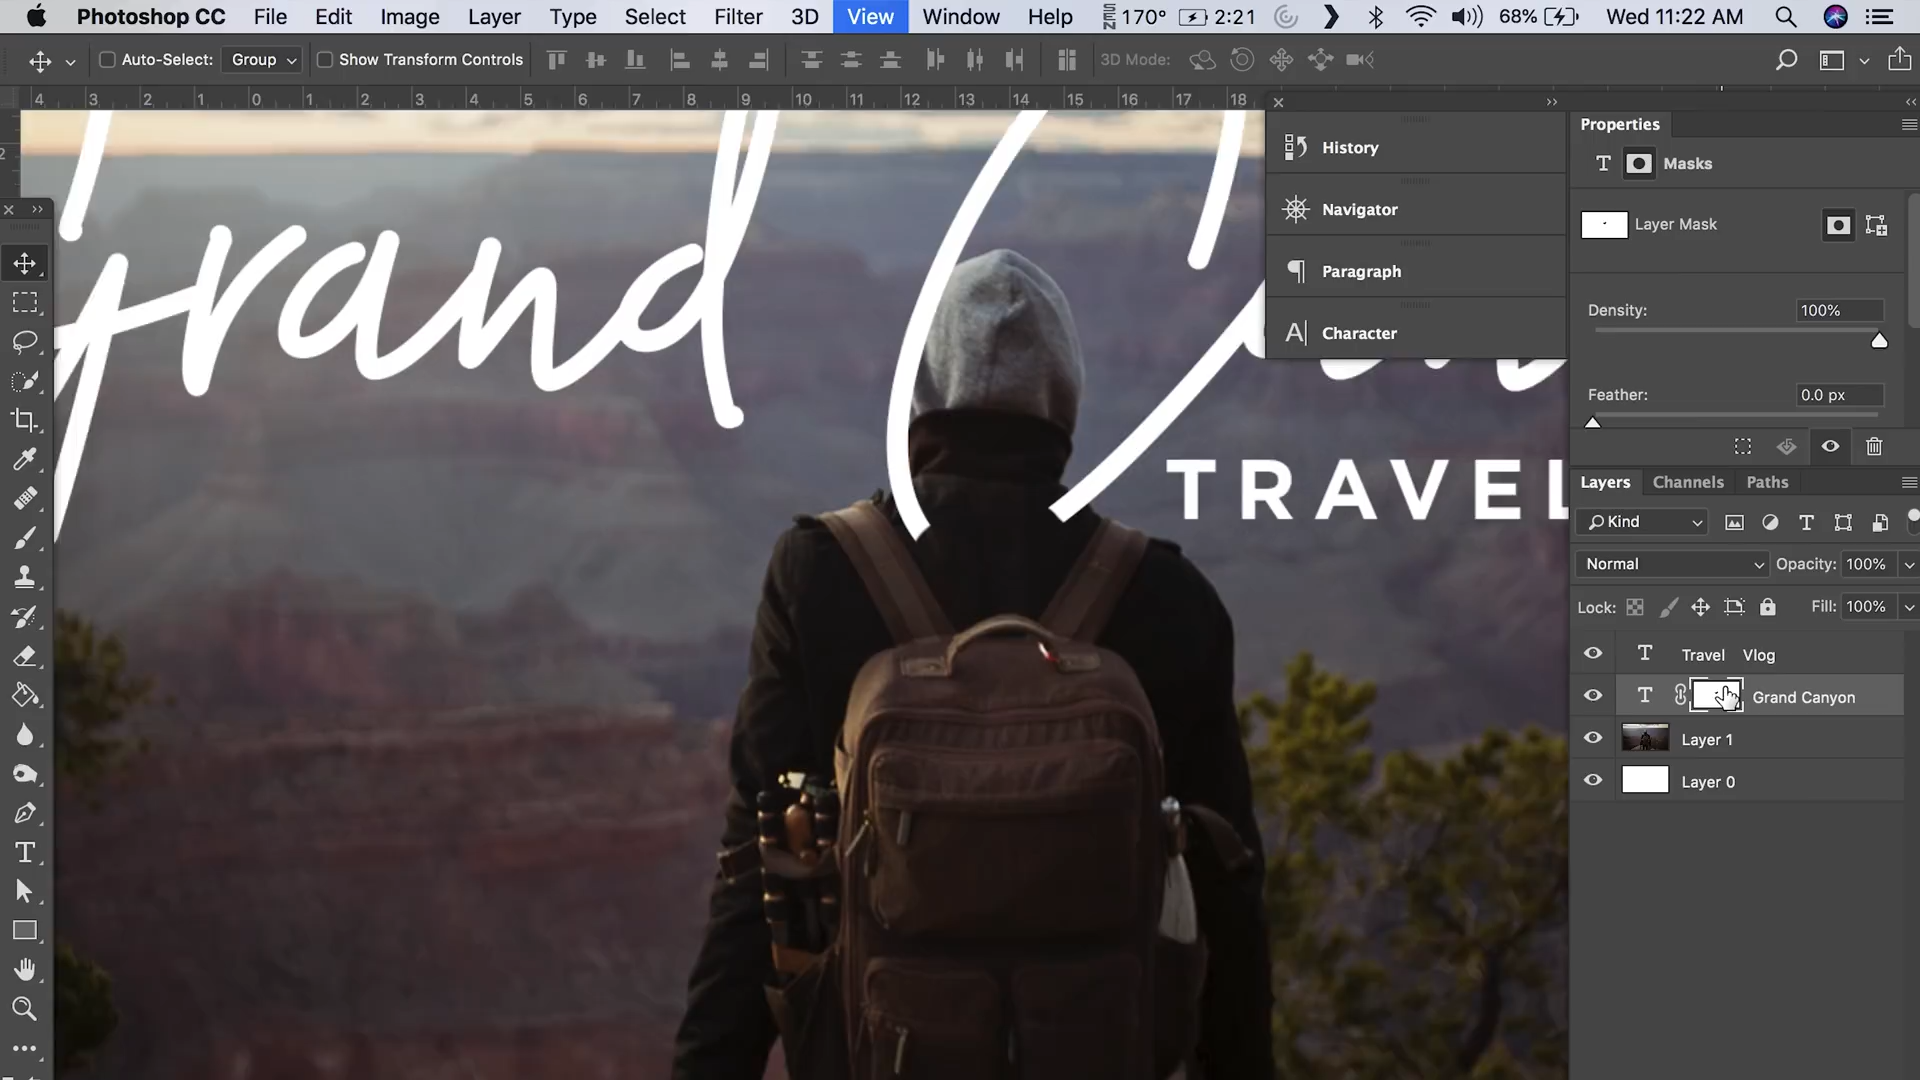 Photoshop CC File Edit Image Layer Type Select Filter 3D View Window Help SEN 170° 2:21 68% Wed 11:22 AM
Auto-Select: Group Show Transform Controls 3D Mode:
4 3 2 1 0 1 2 3 4 5 6 7 8 9 10 11 12 13 14 15 16 17 18
2
Grand
TRAVEL
History
Navigator
Paragraph
Character
Properties
Masks
Layer Mask
Density: 100%
Feather: 0.0 px
Layers Channels Paths
Kind
Normal Opacity: 100%
Lock: Fill: 100%
Travel Vlog
Grand Canyon
Layer 1
Layer 0